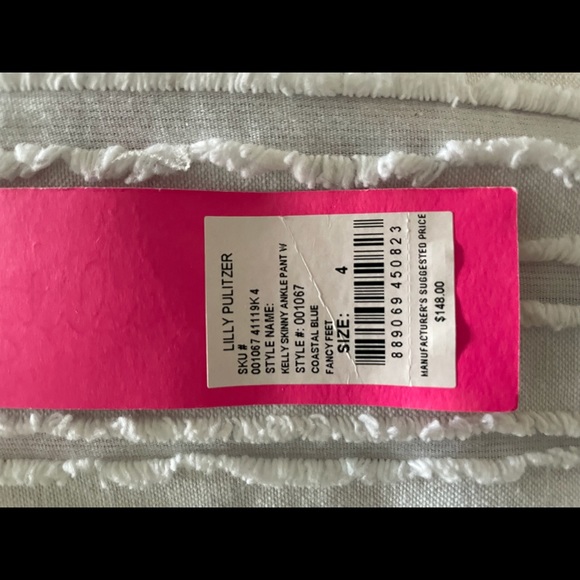 LILLY PULITZER
SKU #
001067 41119K 4
STYLE NAME:
KELLY SKINNY ANKLE PANT W
STYLE #: 001067
COASTAL BLUE
FANCY FEET
SIZE: 4
889069 450823
MANUFACTURER'S SUGGESTED PRICE
$148.00